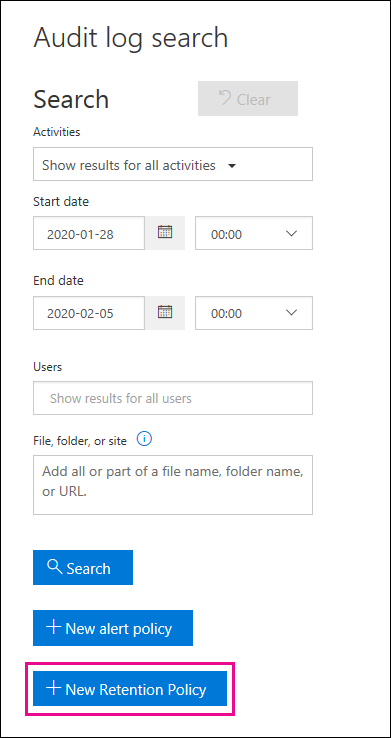 Audit log search
Search
Clear
Activities
Show results for all activities
Start date
2020-01-28
00:00
End date
2020-02-05
00:00
Users
Show results for all users
File, folder, or site
Add all or part of a file name, folder name,
or URL.
Search
New alert policy
New Retention Policy